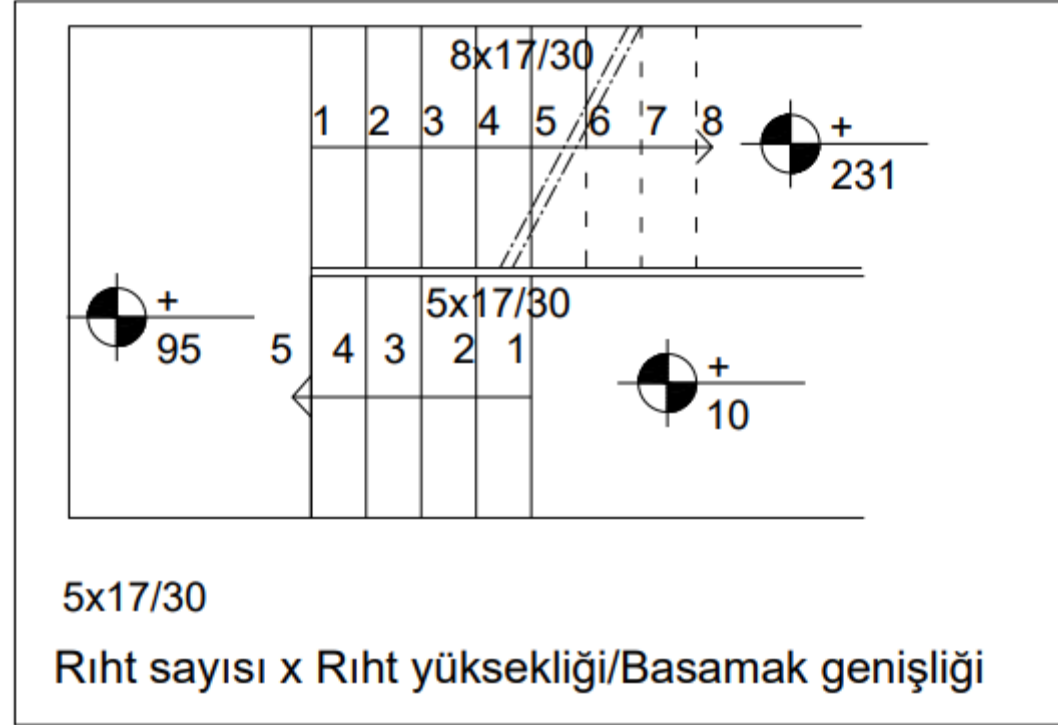 8x17/30
1 2 3 4 5 6 7 8
+
231
5x17/30
+
95
5 4 3 2 1
+
10
5x17/30
Rıht sayısı x Rıht yüksekliği/Basamak genişliği